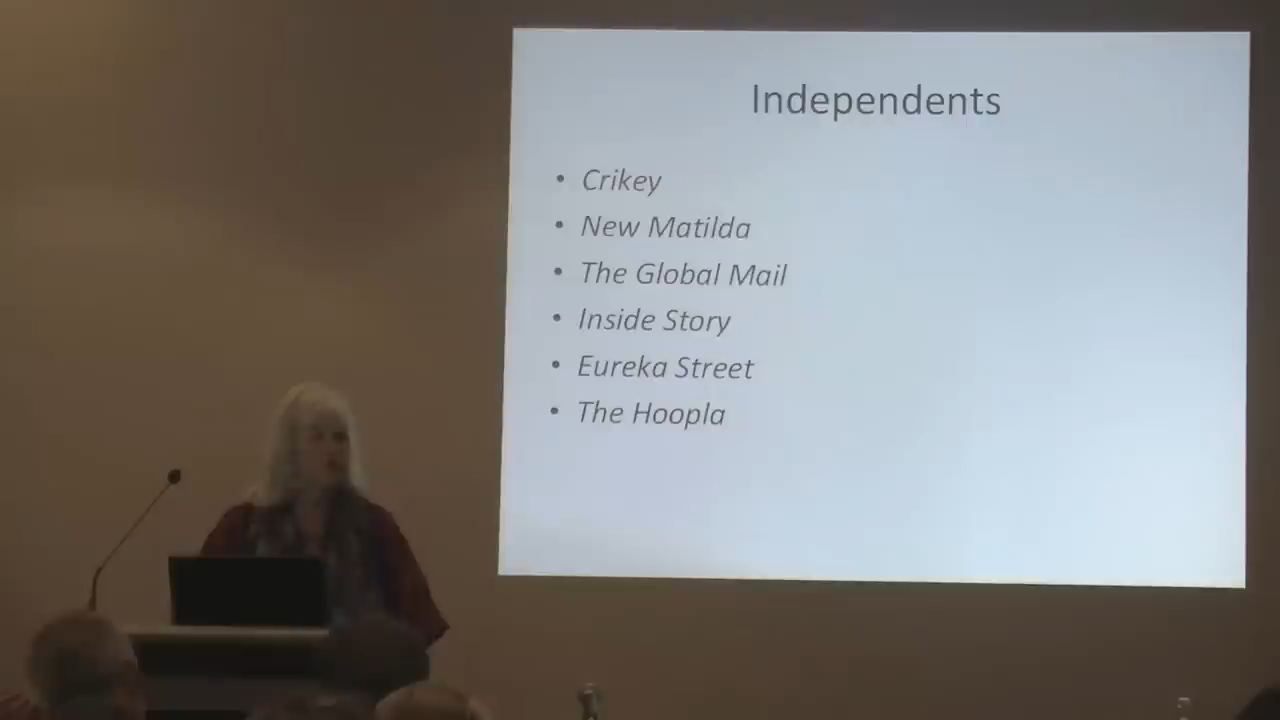 Independents
• Crikey
• New Matilda
• The Global Mail
• Inside Story
• Eureka Street
• The Hoopla